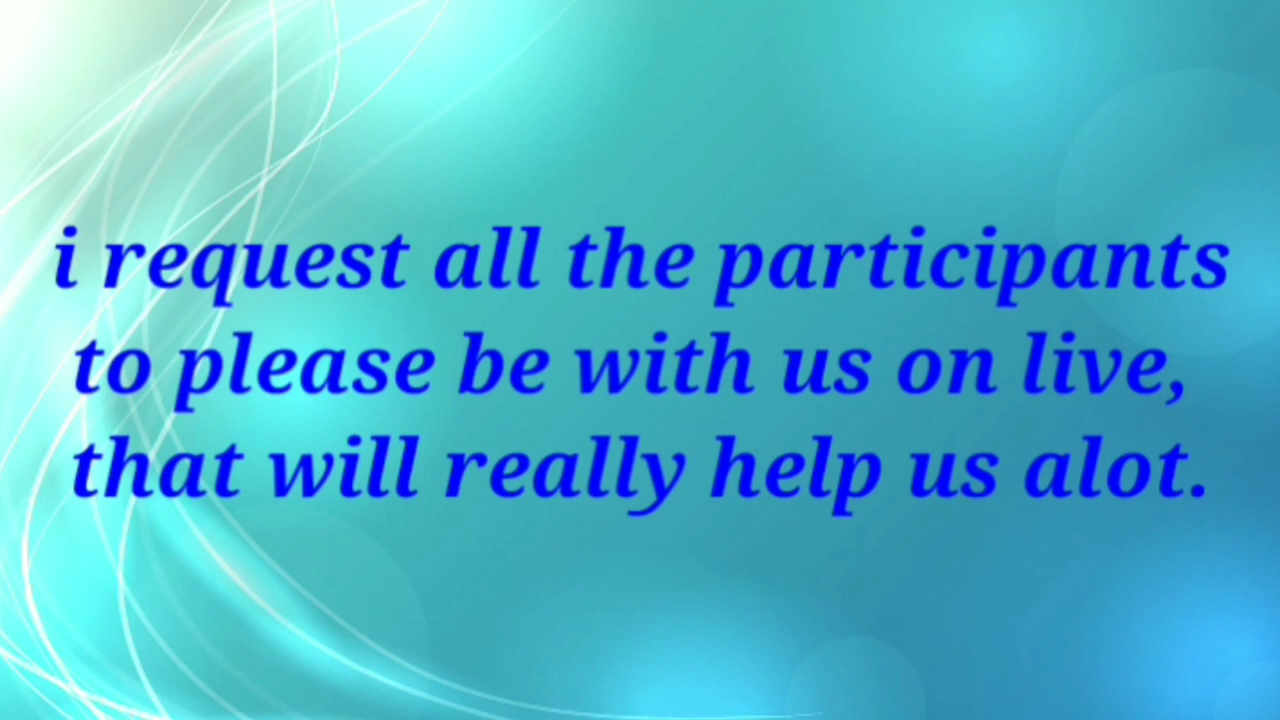 i request all the participants
to please be with us on live,
that will really help us alot.